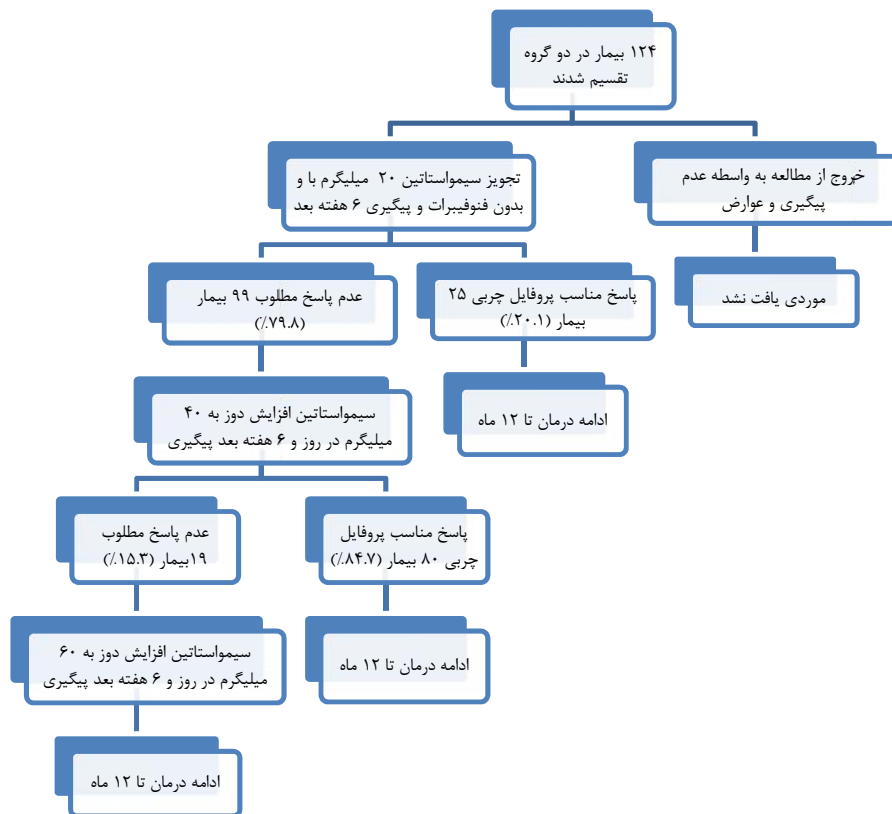 ۱۲۴ بیمار در دو گروه
تقسیم شدند
خروج از مطالعه به واسطه عدم
پیگیری و عوارض
موردی یافت نشد
تجویز سیمواستاتین ۲۰ میلیگرم با و
بدون فنوفیبرات و پیگیری ۶ هفته بعد
پاسخ مناسب پروفایل چربی ۲۵
بیمار (۲۰.۱٪)
ادامه درمان تا ۱۲ ماه
عدم پاسخ مطلوب ۹۹ بیمار
(۷۹.۸٪)
سیمواستاتین افزایش دوز به ۴۰
میلیگرم در روز و ۶ هفته بعد پیگیری
پاسخ مناسب پروفایل
چربی ۸۰ بیمار (۸۴.۷٪)
ادامه درمان تا ۱۲ ماه
عدم پاسخ مطلوب
۱۹بیمار (۱۵.۳٪)
سیمواستاتین افزایش دوز به ۶۰
میلیگرم در روز و ۶ هفته بعد پیگیری
ادامه درمان تا ۱۲ ماه